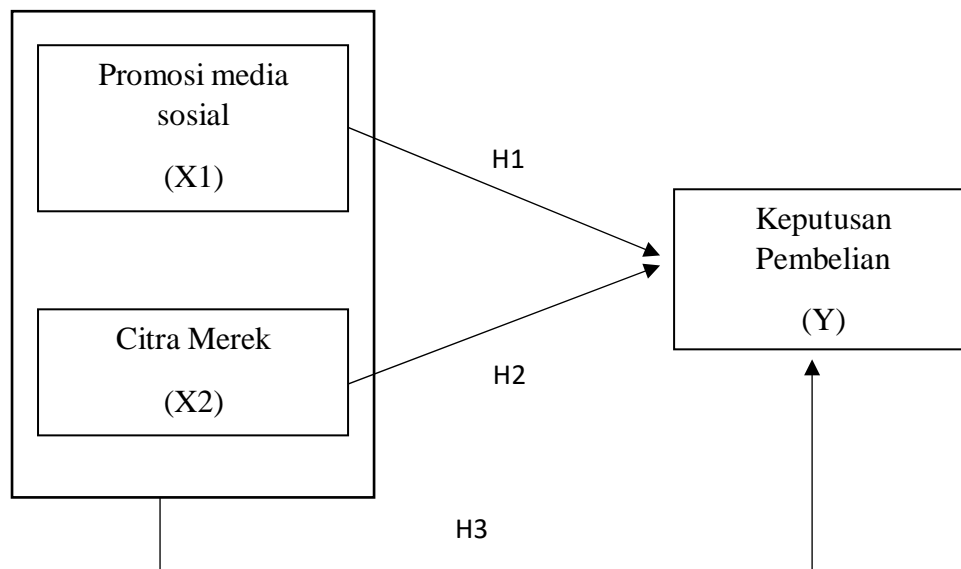 Promosi media
sosial
(X1)
H1
Keputusan
Pembelian
(Y)
Citra Merek
(X2)
H2
H3